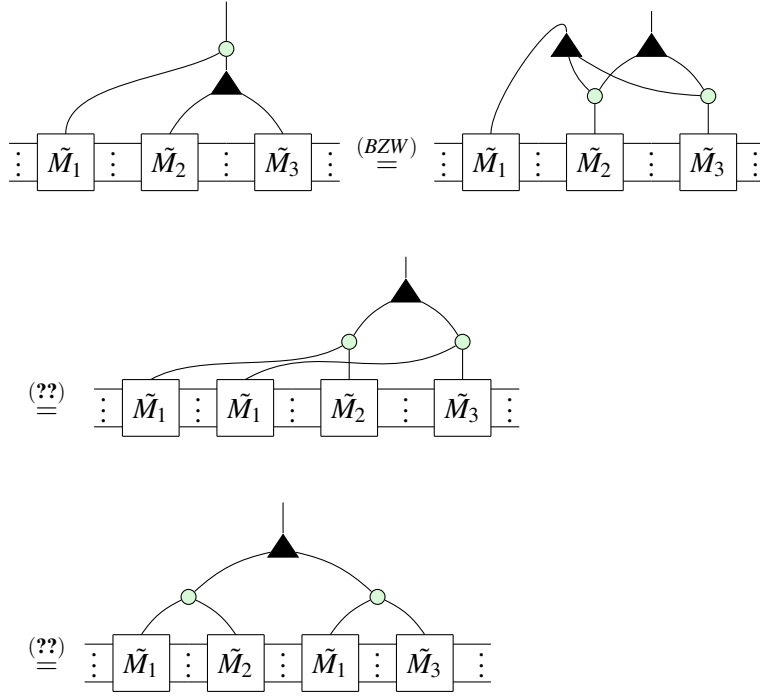 (BZW)
M̃₁ M̃₂ M̃₃ = M̃₁ M̃₂ M̃₃
(??)
= M̃₁ M̃₁ M̃₂ M̃₃
(??)
= M̃₁ M̃₂ M̃₁ M̃₃